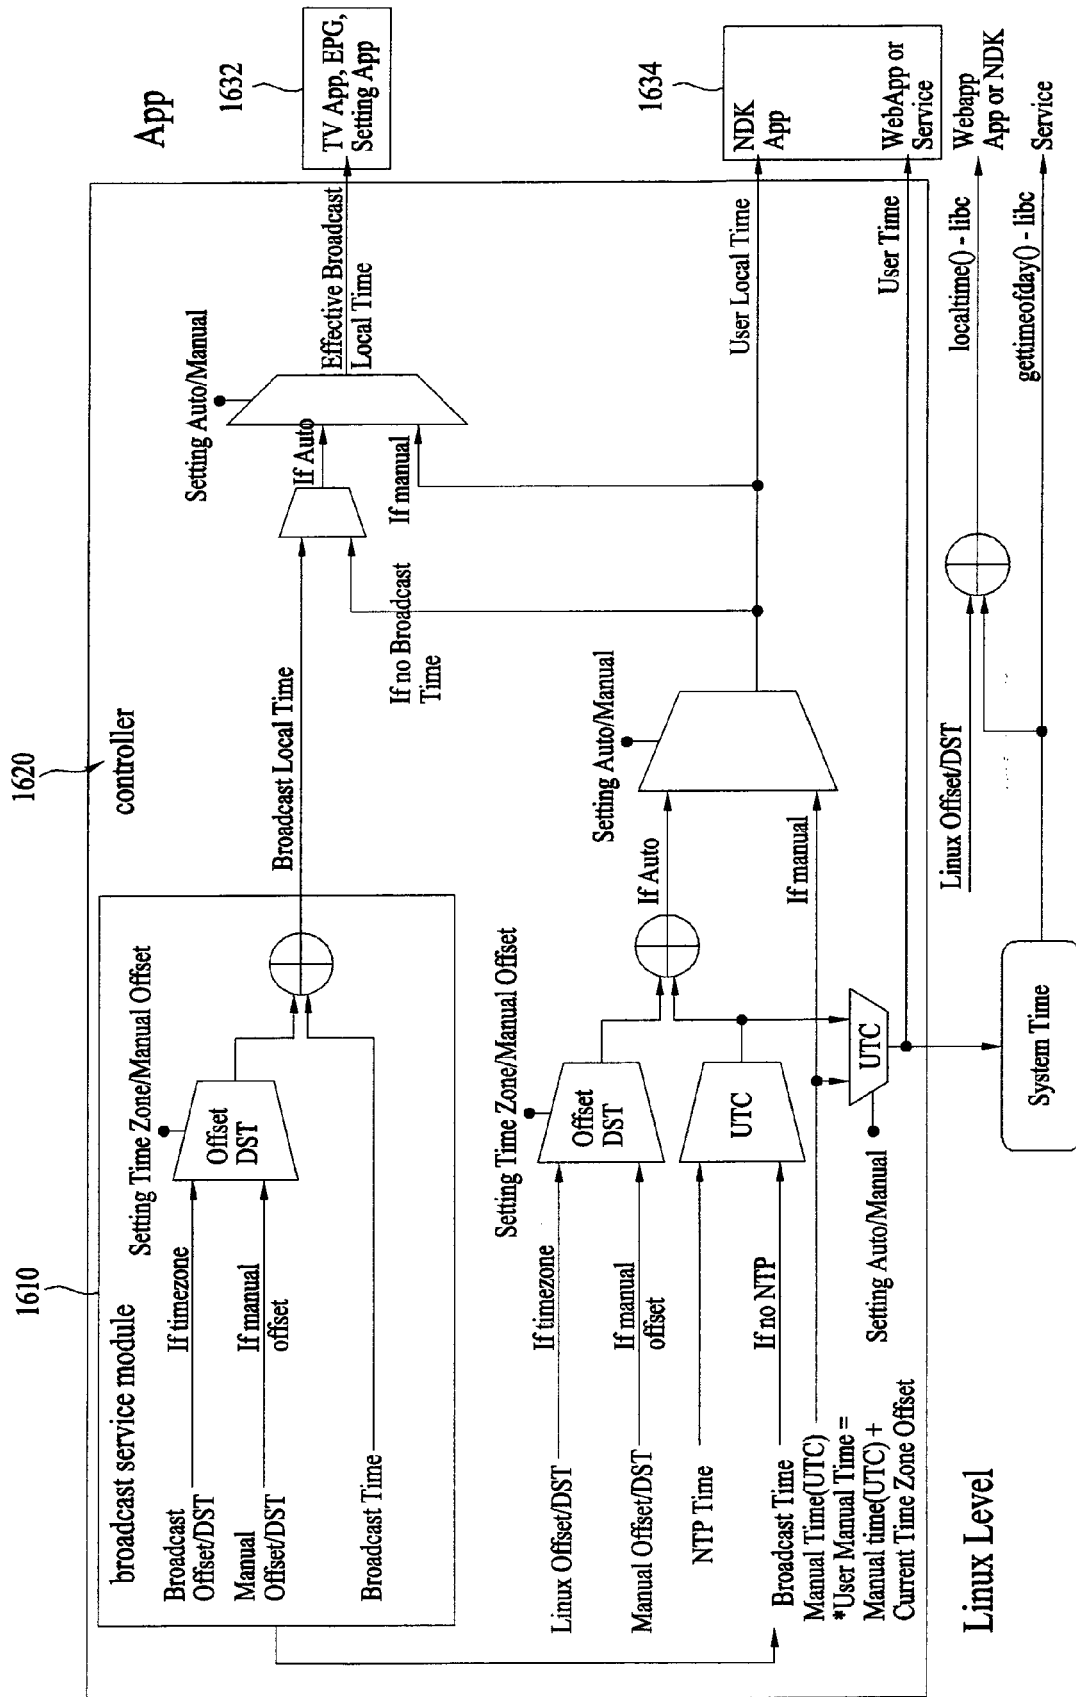 1610
1620
controller
App
1632
TV App, EPG,
Setting App
broadcast service module
Setting Time Zone/Manual Offset
Broadcast
Offset/DST
If timezone
Manual
Offset/DST
If manual
offset
Offset
DST
Broadcast Time
Broadcast Local Time
If no Broadcast
Time
If Auto
If manual
Setting Auto/Manual
Effective Broadcast
Local Time
Setting Time Zone/Manual Offset
Linux Offset/DST
If timezone
Manual Offset/DST
If manual
offset
Offset
DST
NTP Time
Broadcast Time
If no NTP
UTC
If Auto
Setting Auto/Manual
If manual
User Local Time
1634
NDK
App
WebApp or
Service
User Time
Manual Time(UTC)
*User Manual Time =
Manual time(UTC) +
Current Time Zone Offset
Setting Auto/Manual
UTC
Linux Level
System Time
Linux Offset/DST
localtime() - libc
Webapp
App or NDK
gettimeofday() - libc
Service